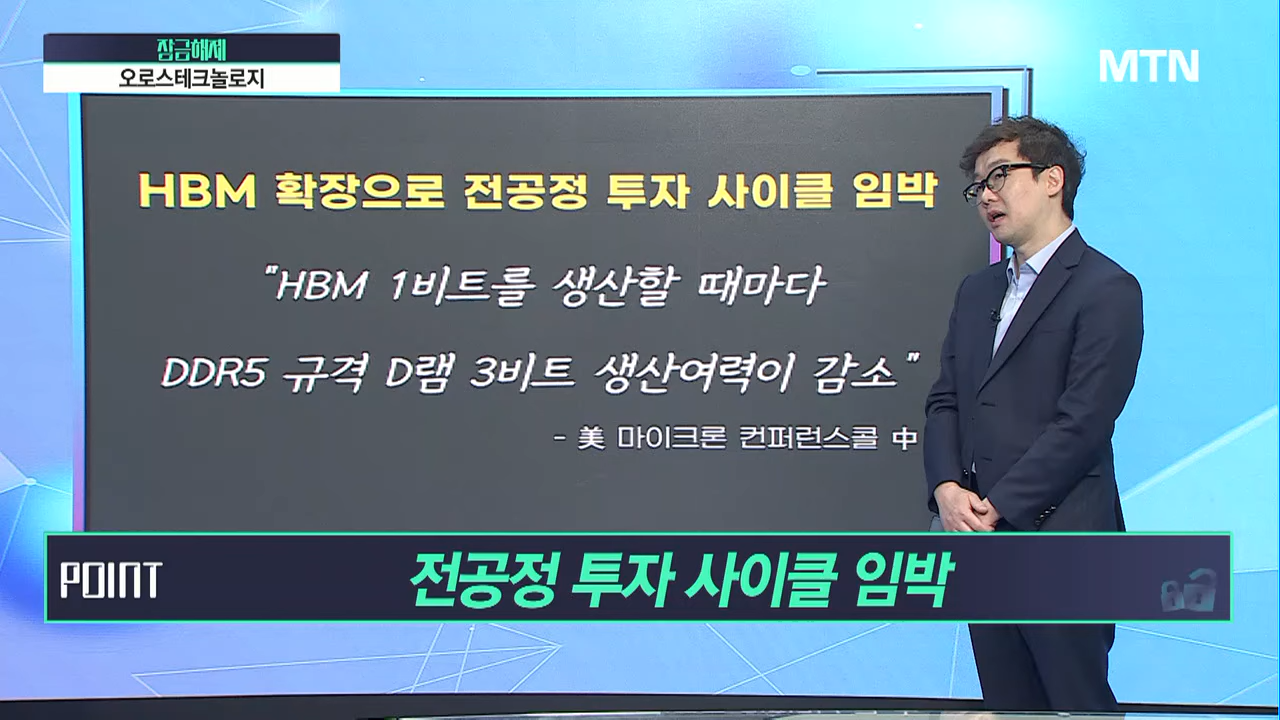 잠금해제
오로스테크놀로지
MTN
HBM 확장으로 전공정 투자 사이클 임박
"HBM 1비트를 생산할 때마다
DDR5 규격 D램 3비트 생산여력이 감소"
- 美 마이크론 컨퍼런스콜 中
POINT
전공정 투자 사이클 임박